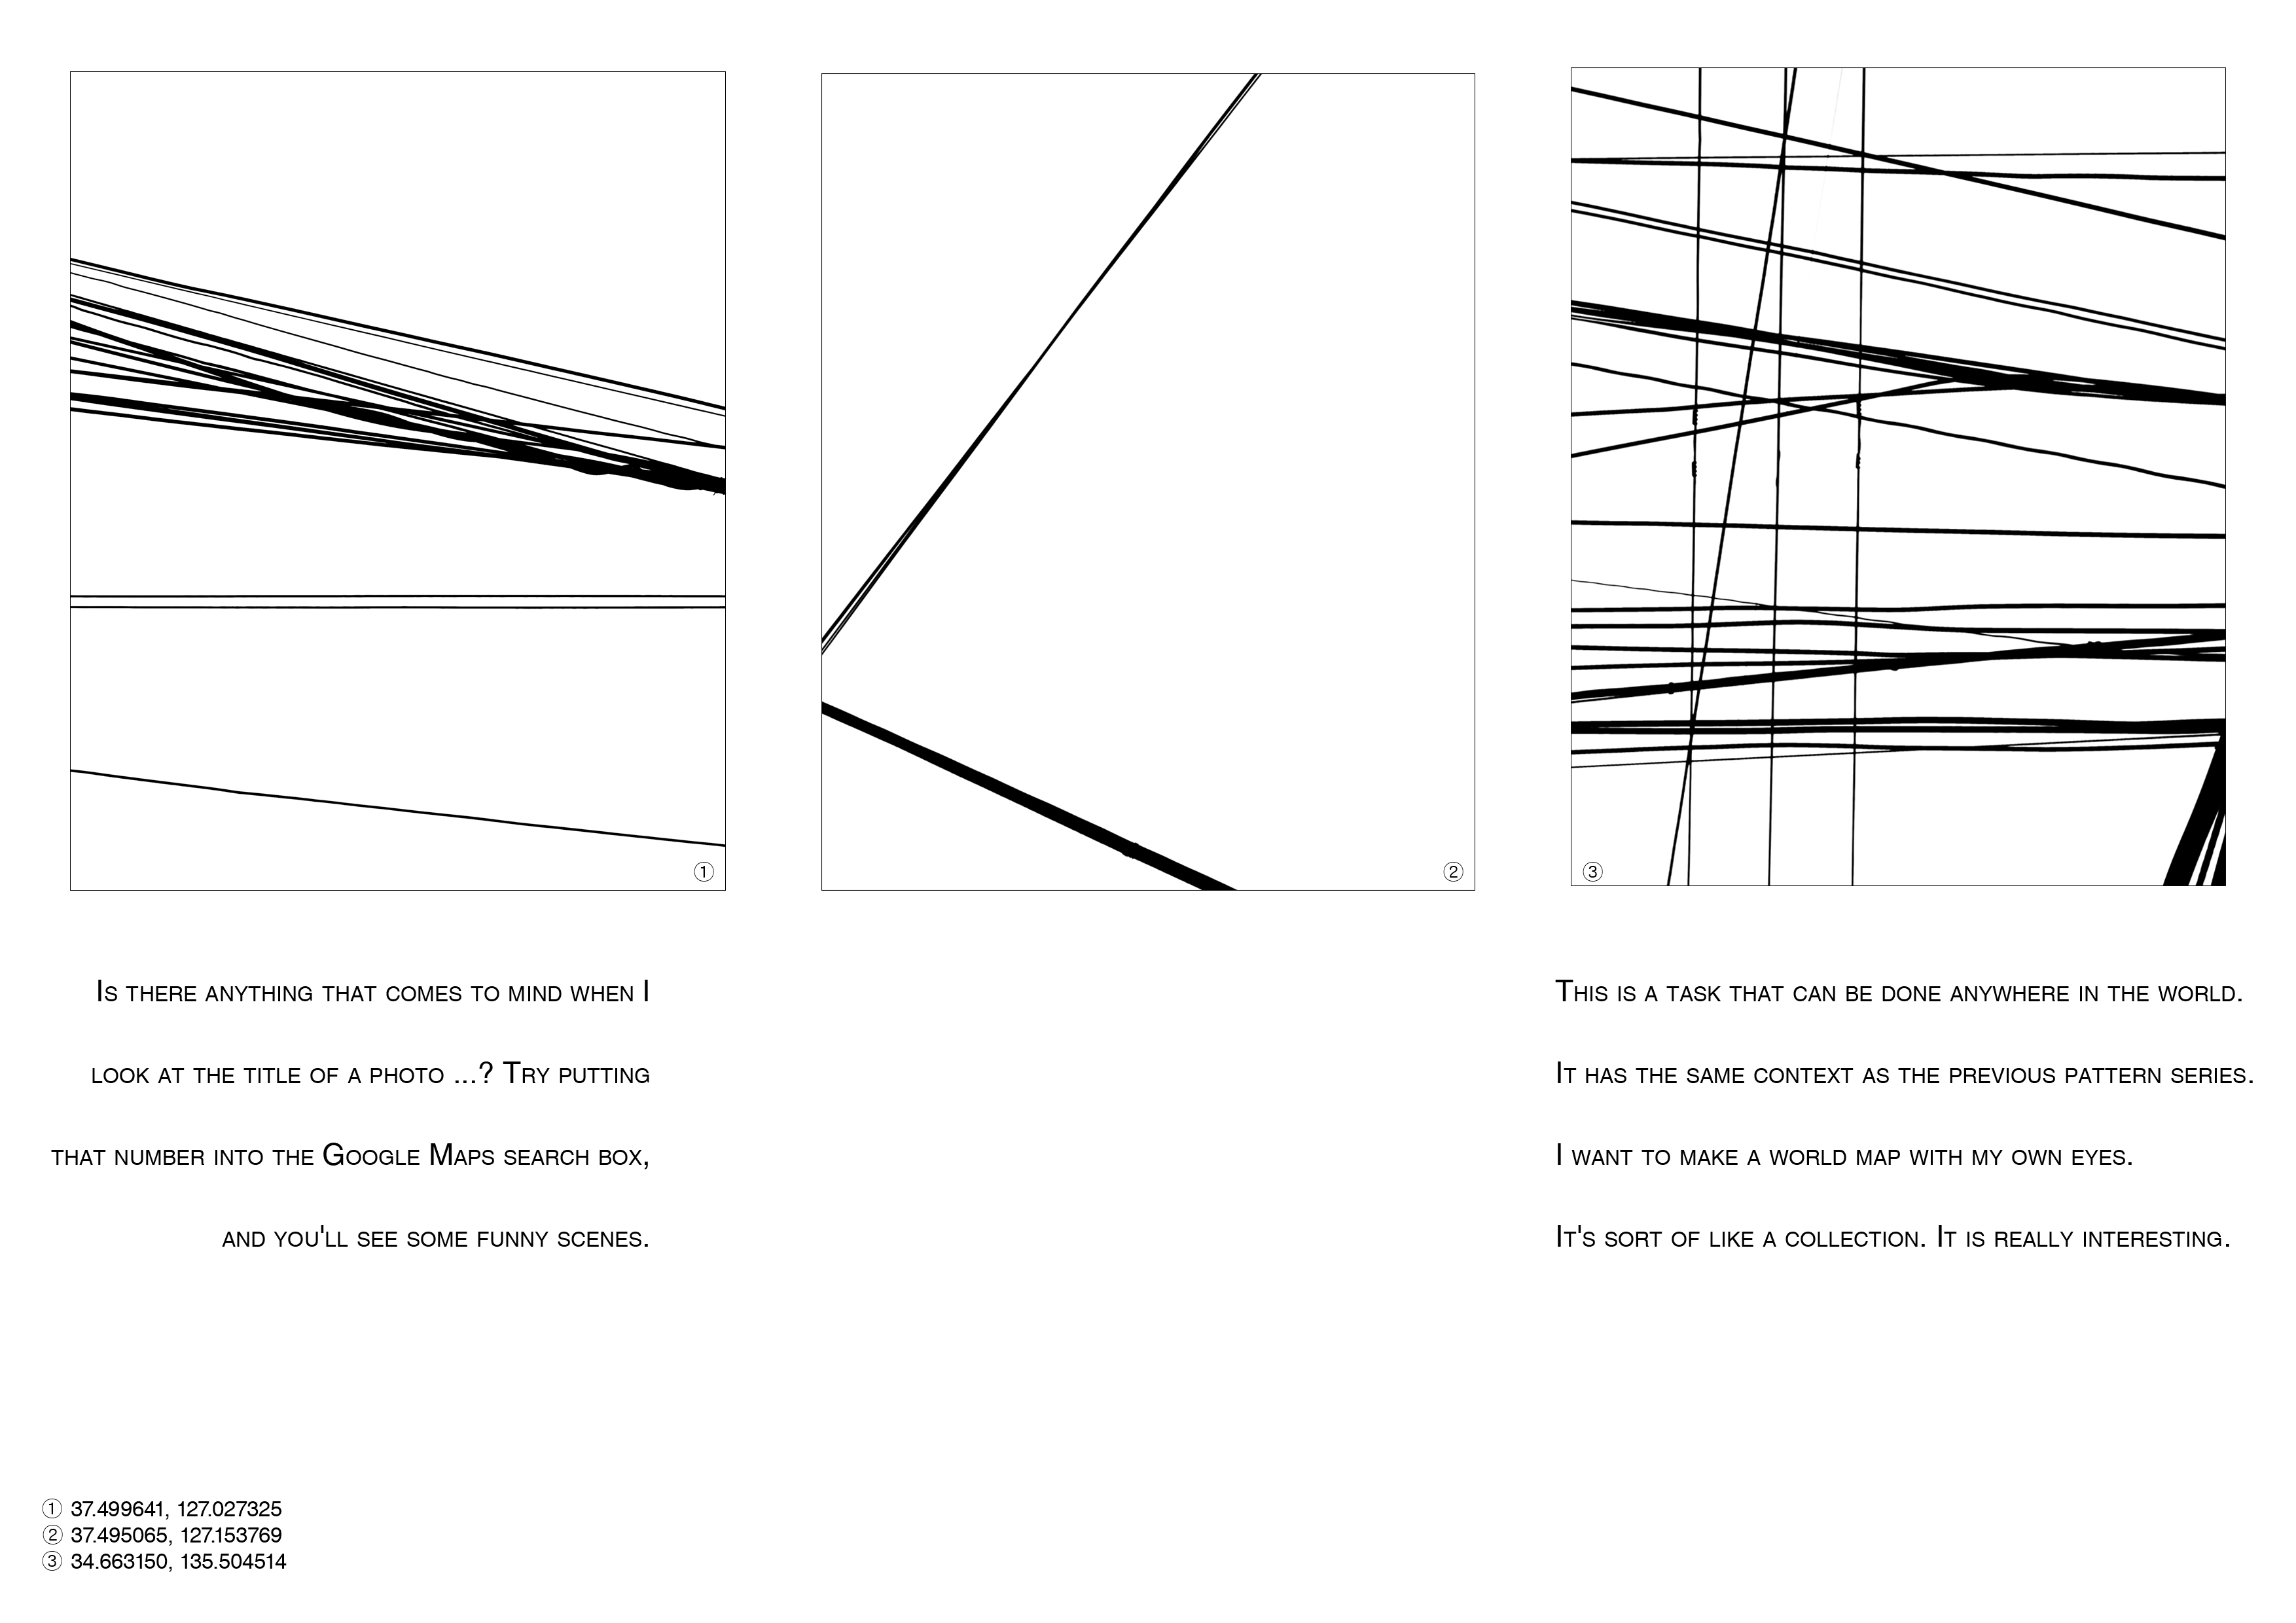 ①
②
③
Is there anything that comes to mind when I
look at the title of a photo ...? Try putting
that number into the Google Maps search box,
and you'll see some funny scenes.
This is a task that can be done anywhere in the world.
It has the same context as the previous pattern series.
I want to make a world map with my own eyes.
It's sort of like a collection. It is really interesting.
① 37.499641, 127.027325
② 37.495065, 127.153769
③ 34.663150, 135.504514